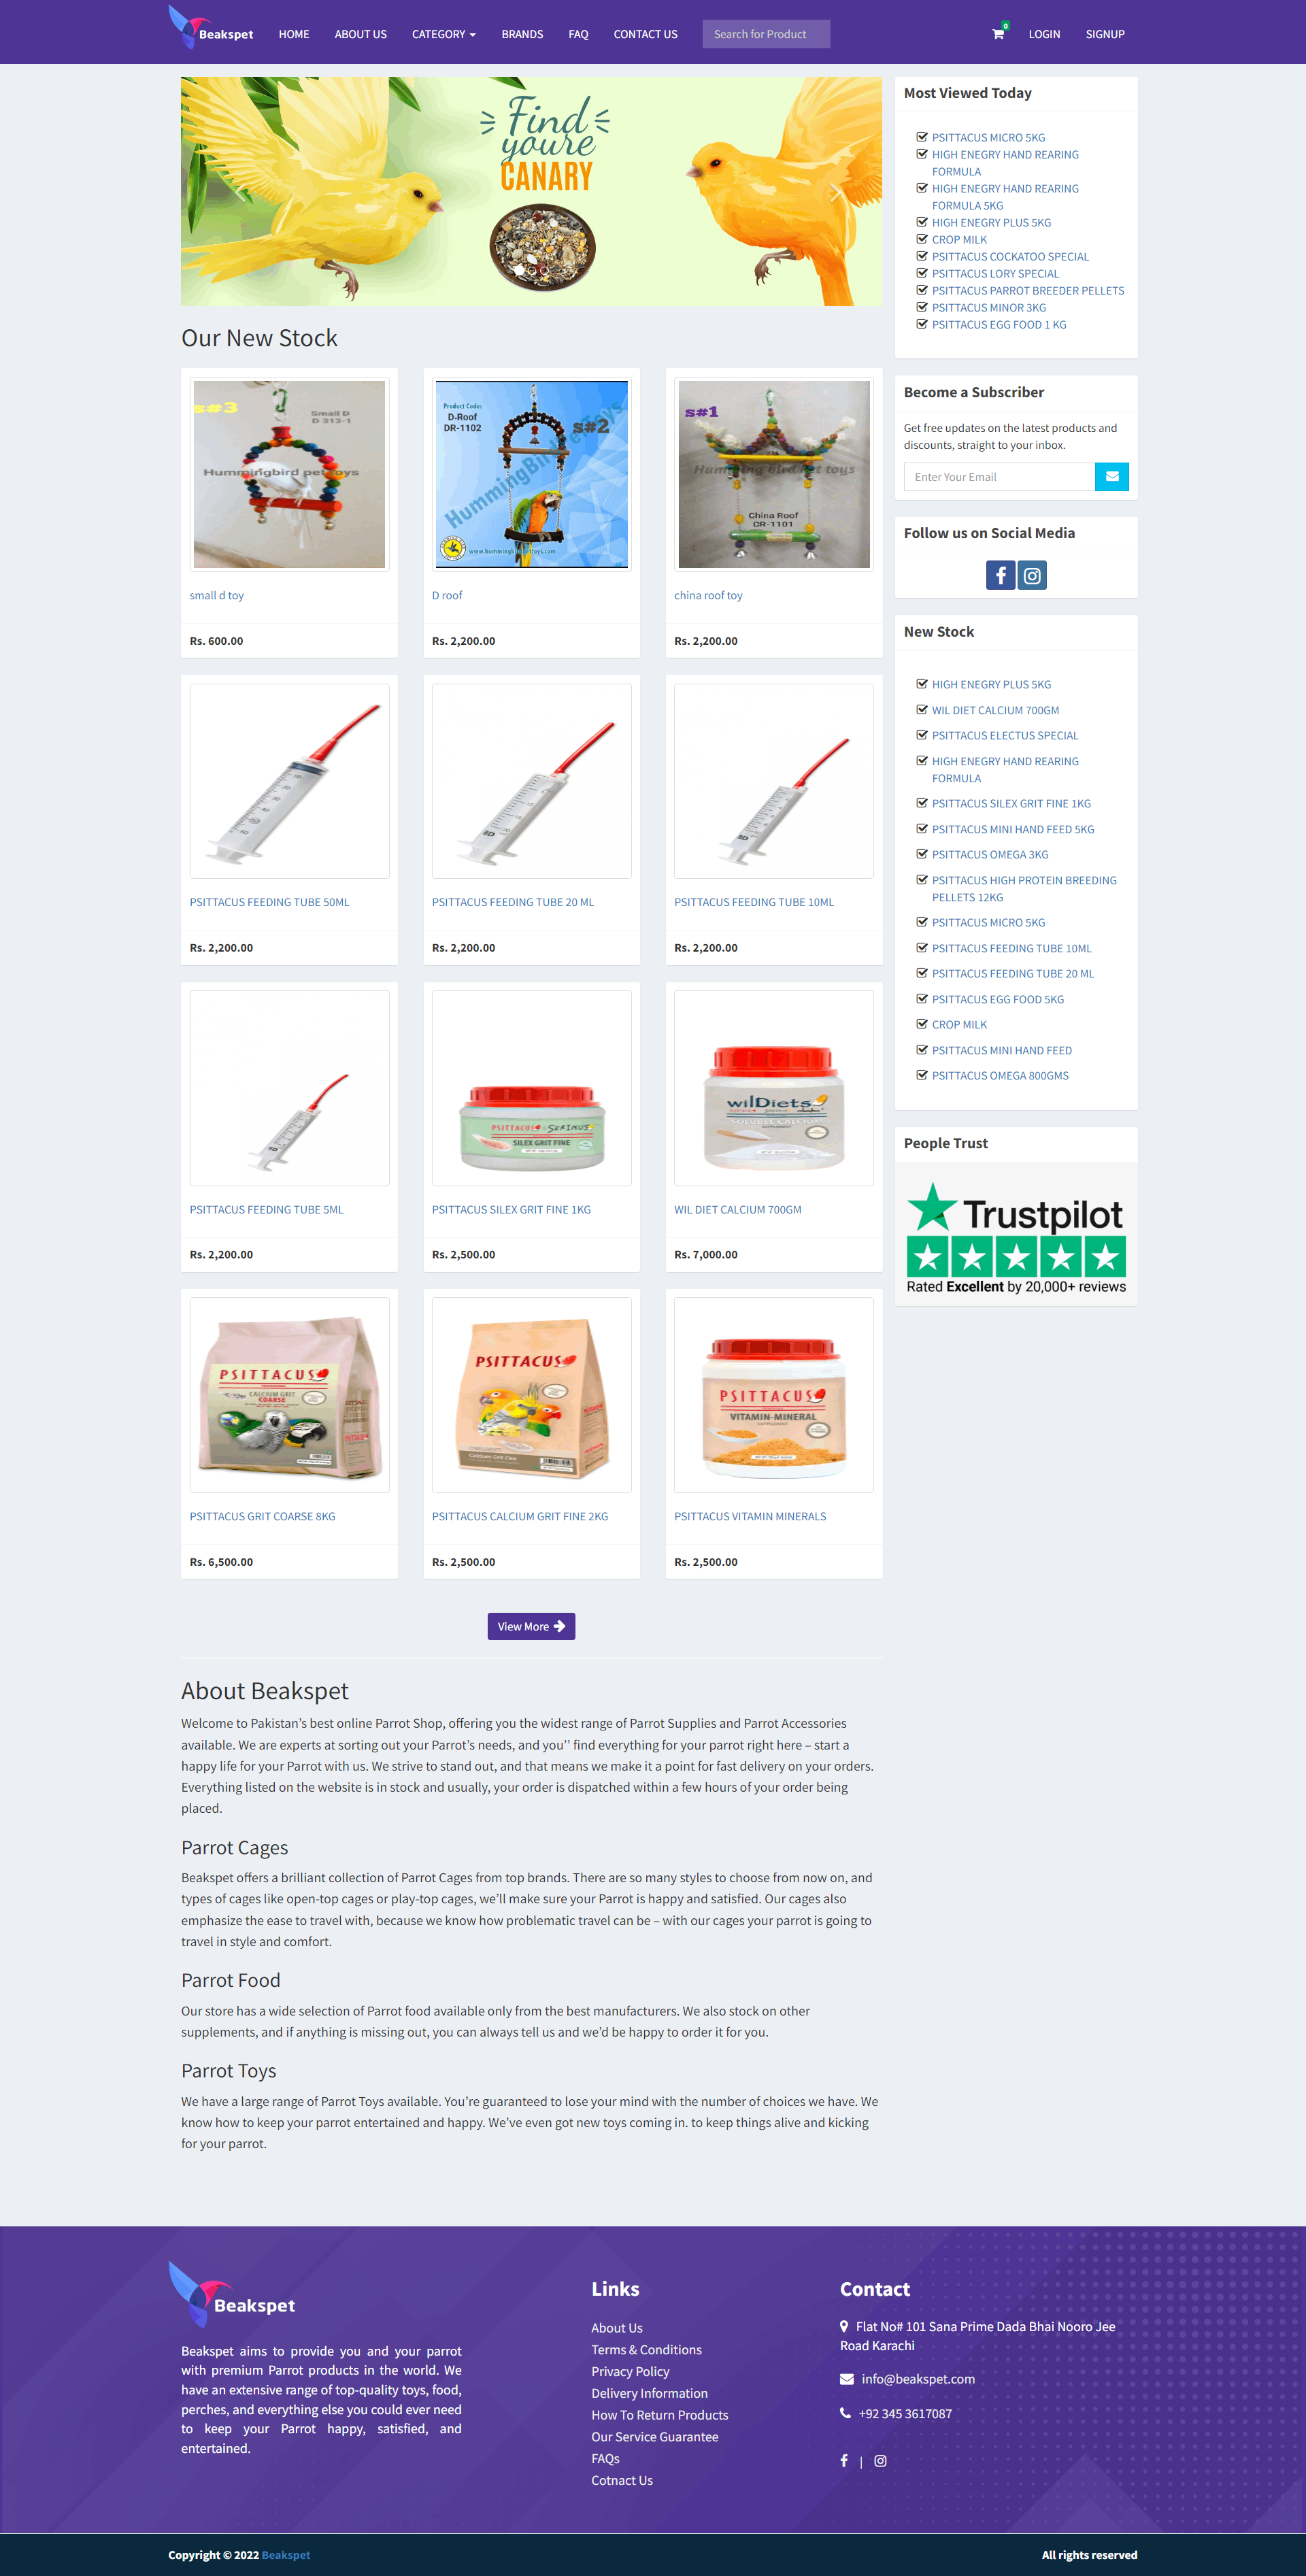 Beakspet
HOME
ABOUT US
CATEGORY
BRANDS
FAQ
CONTACT US
Search for Product
0
LOGIN
SIGNUP
Find
youre
CANARY
Our New Stock
s#3
Small D
D 313-1
Hummingbird pet toys
small d toy
Rs. 600.00
Product Code:
D-Roof
DR-1102
s#2
HummingBird Pet Toys
www.hummingbirdpettoys.com
D roof
Rs. 2,200.00
s#1
Humming bird Pet toys
China Roof
CR-1101
china roof toy
Rs. 2,200.00
PSITTACUS FEEDING TUBE 50ML
Rs. 2,200.00
PSITTACUS FEEDING TUBE 20 ML
Rs. 2,200.00
PSITTACUS FEEDING TUBE 10ML
Rs. 2,200.00
PSITTACUS FEEDING TUBE 5ML
Rs. 2,200.00
PSITTACUS
SERINUS
SILEX GRIT FINE
PSITTACUS SILEX GRIT FINE 1KG
Rs. 2,500.00
wilDiets
SOLUBLE CALCIUM
WIL DIET CALCIUM 700GM
Rs. 7,000.00
PSITTACUS
CALCIUM GRIT
COARSE
PSITTACUS GRIT COARSE 8KG
Rs. 6,500.00
PSITTACUS
Calcium Grit Fine
PSITTACUS CALCIUM GRIT FINE 2KG
Rs. 2,500.00
PSITTACUS
VITAMIN-MINERAL
PSITTACUS VITAMIN MINERALS
Rs. 2,500.00
View More
Most Viewed Today
PSITTACUS MICRO 5KG
HIGH ENEGRY HAND REARING
FORMULA
HIGH ENEGRY HAND REARING
FORMULA 5KG
HIGH ENEGRY PLUS 5KG
CROP MILK
PSITTACUS COCKATOO SPECIAL
PSITTACUS LORY SPECIAL
PSITTACUS PARROT BREEDER PELLETS
PSITTACUS MINOR 3KG
PSITTACUS EGG FOOD 1 KG
Become a Subscriber
Get free updates on the latest products and
discounts, straight to your inbox.
Enter Your Email
Follow us on Social Media
New Stock
HIGH ENEGRY PLUS 5KG
WIL DIET CALCIUM 700GM
PSITTACUS ELECTUS SPECIAL
HIGH ENEGRY HAND REARING
FORMULA
PSITTACUS SILEX GRIT FINE 1KG
PSITTACUS MINI HAND FEED 5KG
PSITTACUS OMEGA 3KG
PSITTACUS HIGH PROTEIN BREEDING
PELLETS 12KG
PSITTACUS MICRO 5KG
PSITTACUS FEEDING TUBE 10ML
PSITTACUS FEEDING TUBE 20 ML
PSITTACUS EGG FOOD 5KG
CROP MILK
PSITTACUS MINI HAND FEED
PSITTACUS OMEGA 800GMS
People Trust
Trustpilot
Rated Excellent by 20,000+ reviews
About Beakspet
Welcome to Pakistan’s best online Parrot Shop, offering you the widest range of Parrot Supplies and Parrot Accessories
available. We are experts at sorting out your Parrot’s needs, and you’’ find everything for your parrot right here – start a
happy life for your Parrot with us. We strive to stand out, and that means we make it a point for fast delivery on your orders.
Everything listed on the website is in stock and usually, your order is dispatched within a few hours of your order being
placed.
Parrot Cages
Beakspet offers a brilliant collection of Parrot Cages from top brands. There are so many styles to choose from now on, and
types of cages like open-top cages or play-top cages, we’ll make sure your Parrot is happy and satisfied. Our cages also
emphasize the ease to travel with, because we know how problematic travel can be – with our cages your parrot is going to
travel in style and comfort.
Parrot Food
Our store has a wide selection of Parrot food available only from the best manufacturers. We also stock on other
supplements, and if anything is missing out, you can always tell us and we’d be happy to order it for you.
Parrot Toys
We have a large range of Parrot Toys available. You’re guaranteed to lose your mind with the number of choices we have. We
know how to keep your parrot entertained and happy. We’ve even got new toys coming in. to keep things alive and kicking
for your parrot.
Beakspet
Beakspet aims to provide you and your parrot
with premium Parrot products in the world. We
have an extensive range of top-quality toys, food,
perches, and everything else you could ever need
to keep your Parrot happy, satisfied, and
entertained.
Links
About Us
Terms & Conditions
Privacy Policy
Delivery Information
How To Return Products
Our Service Guarantee
FAQs
Cotnact Us
Contact
Flat No# 101 Sana Prime Dada Bhai Nooro Jee
Road Karachi
info@beakspet.com
+92 345 3617087
|
Copyright © 2022 Beakspet
All rights reserved